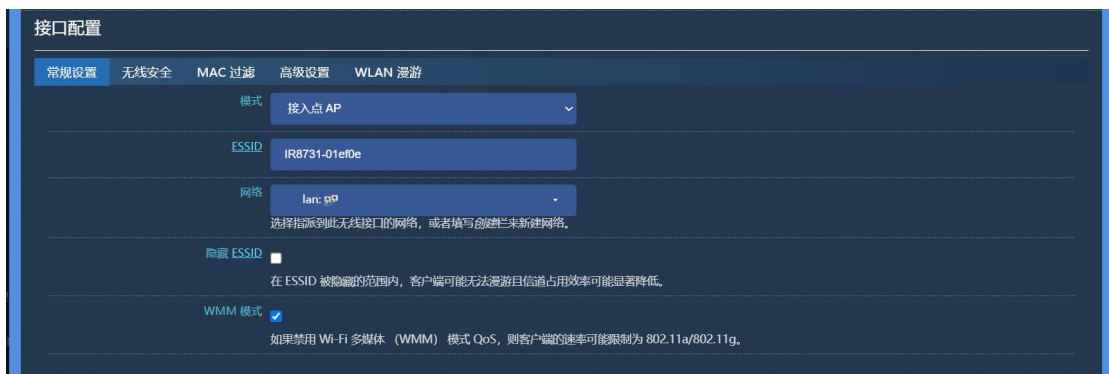 接口配置
常规设置 无线安全 MAC 过滤 高级设置 WLAN 漫游
模式 接入点 AP
ESSID IR8731-01ef0e
网络 lan:
选择指派到此无线接口的网络，或者填写创建栏来新建网络。
隐藏 ESSID
在 ESSID 被隐藏的范围内，客户端可能无法漫游且信道占用效率可能显著降低。
WMM 模式
如果禁用 Wi-Fi 多媒体 （WMM） 模式 QoS，则客户端的速率可能限制为 802.11a/802.11g。